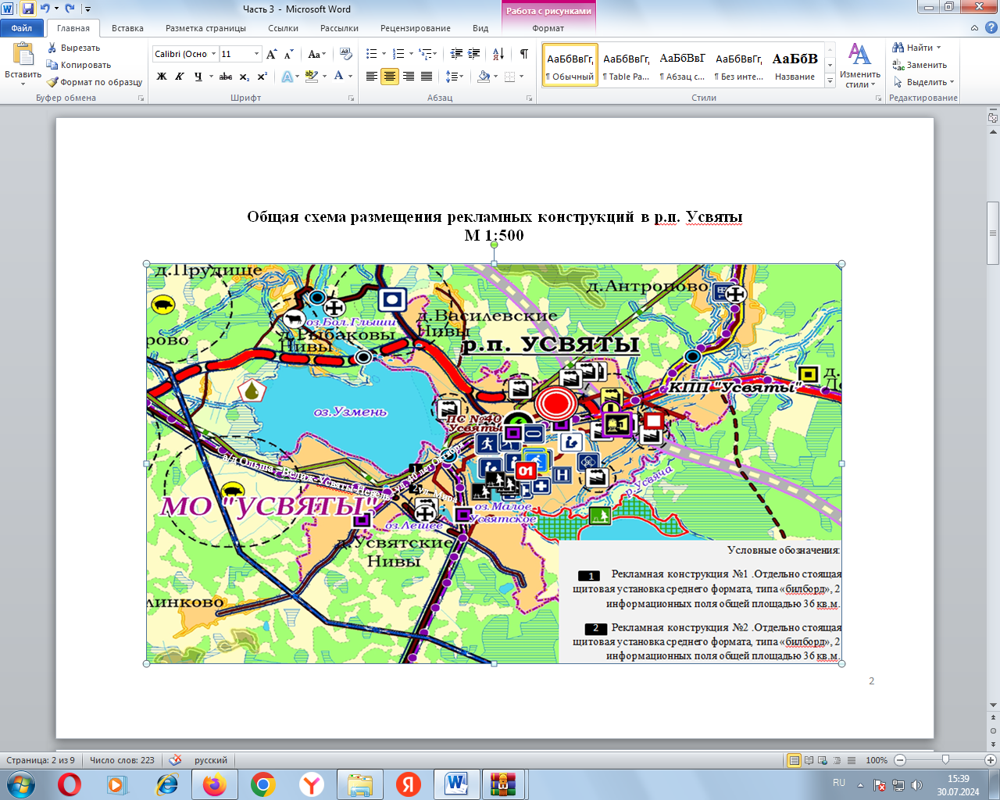 Часть 3 - Microsoft Word
Работа с рисунками
Файл
Главная
Вставка
Разметка страницы
Ссылки
Рассылки
Рецензирование
Вид
Формат
Вставить
Вырезать
Копировать
Формат по образцу
Буфер обмена
Calibri (Осно
11
Шрифт
Абзац
АаБбВвГг,
АаБбВвГг,
АаБбВвГ
АаБбВвГг,
АаБбВ
¶ Обычный
¶ Table Pa...
¶ Абзац с...
¶ Без инте...
Название
Стили
Изменить стили
Найти
Заменить
Выделить
Редактирование
Общая схема размещения рекламных конструкций в р.п. Усвяты
М 1:500
д.Прудище
д.Антропово
оз.Бол.Глыши
д.Василевские
Нивы
д.Рыбаковы
Нивы
рово
р.п. УСВЯТЫ
КПП "Усвяты"
д.
оз.Узмень
ПС №40
Усвяты
а/д Ольша - Велиж-Усвяты-Невель
ул. 40 лет Октября
1
2
ул. Мира
01
Н
р.Усвяча
МО "УСВЯТЫ"
оз.Малое
Усвятское
оз.Лешее
д.Усвятские
Нивы
линково
Условные обозначения:
1 Рекламная конструкция №1 .Отдельно стоящая
щитовая установка среднего формата, типа «билборд», 2
информационных поля общей площадью 36 кв.м.
2 Рекламная конструкция №2 .Отдельно стоящая
щитовая установка среднего формата, типа «билборд», 2
информационных поля общей площадью 36 кв.м.
2
Страница: 2 из 9
Число слов: 223
русский
100%
RU
15:39
30.07.2024